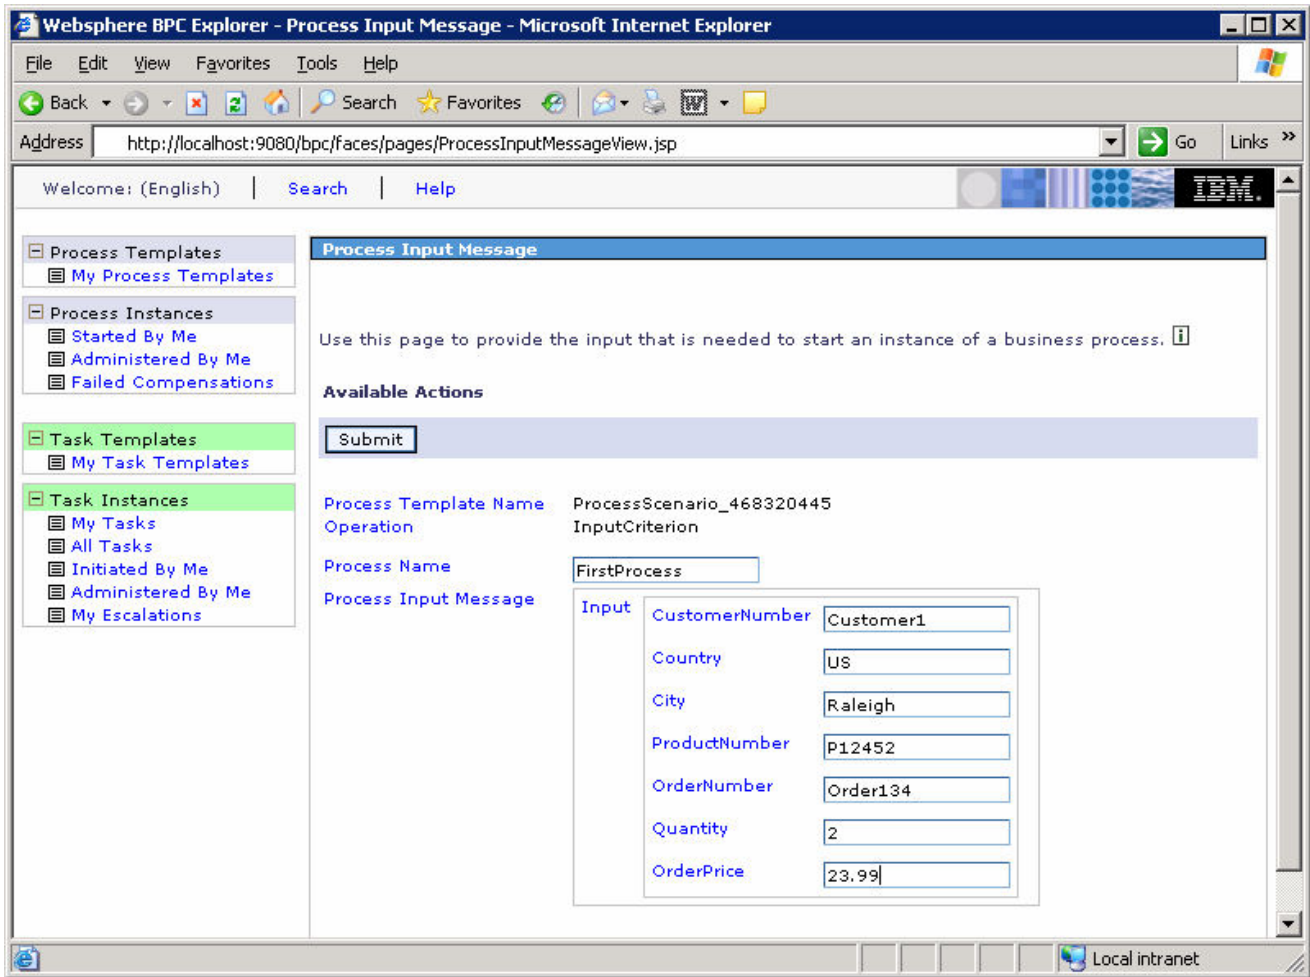 Websphere BPC Explorer - Process Input Message - Microsoft Internet Explorer
File Edit View Favorites Tools Help
Back Search Favorites
Address http://localhost:9080/bpc/faces/pages/ProcessInputMessageView.jsp Go Links »
Welcome: (English) | Search | Help IBM.
Process Templates
My Process Templates
Process Instances
Started By Me
Administered By Me
Failed Compensations
Task Templates
My Task Templates
Task Instances
My Tasks
All Tasks
Initiated By Me
Administered By Me
My Escalations
Process Input Message
Use this page to provide the input that is needed to start an instance of a business process. i
Available Actions
Submit
Process Template Name ProcessScenario_468320445
Operation InputCriterion
Process Name FirstProcess
Process Input Message Input
CustomerNumber Customer1
Country US
City Raleigh
ProductNumber P12452
OrderNumber Order134
Quantity 2
OrderPrice 23.99
Local intranet